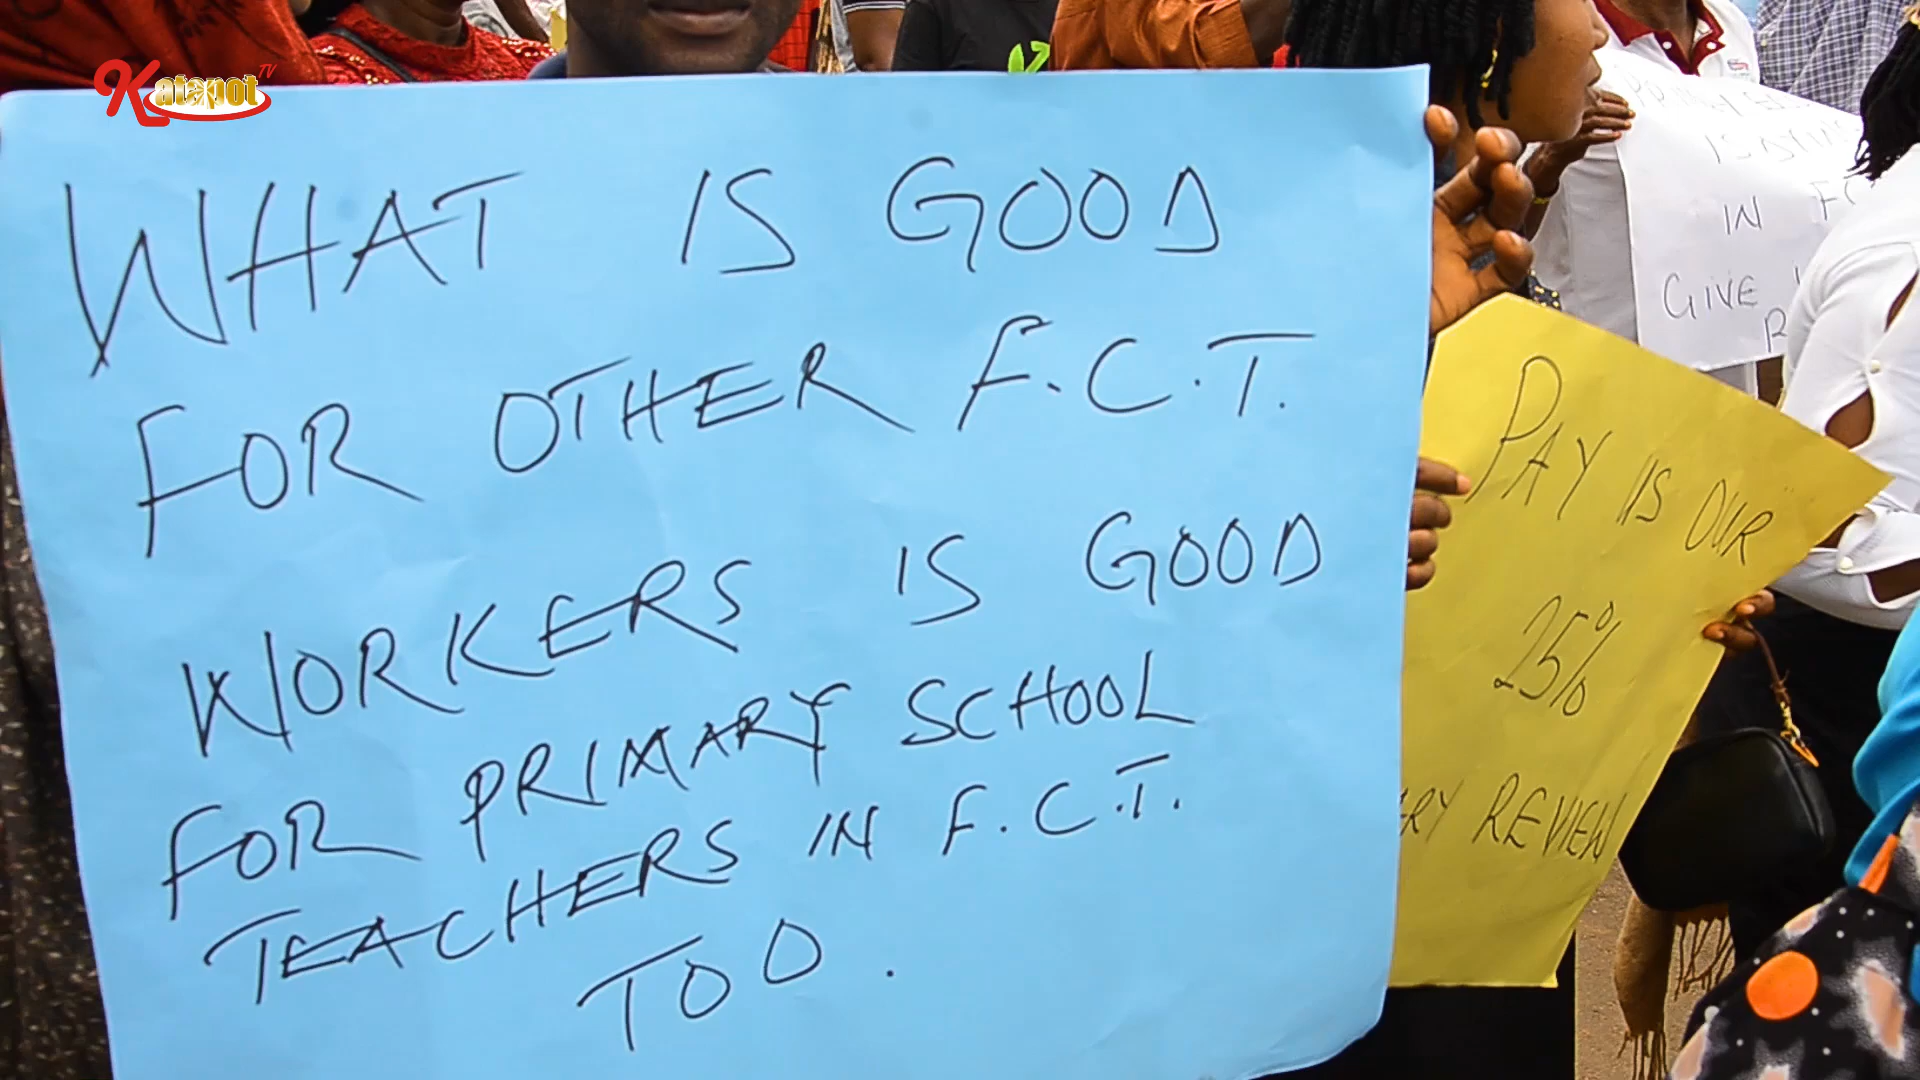 Katapot TV
WHAT IS GOOD
FOR OTHER F.C.T.
WORKERS IS GOOD
FOR PRIMARY SCHOOL
TEACHERS IN F.C.T.
TOO.
PAY IS OUR
25%
REVIEW
IN
GIVE